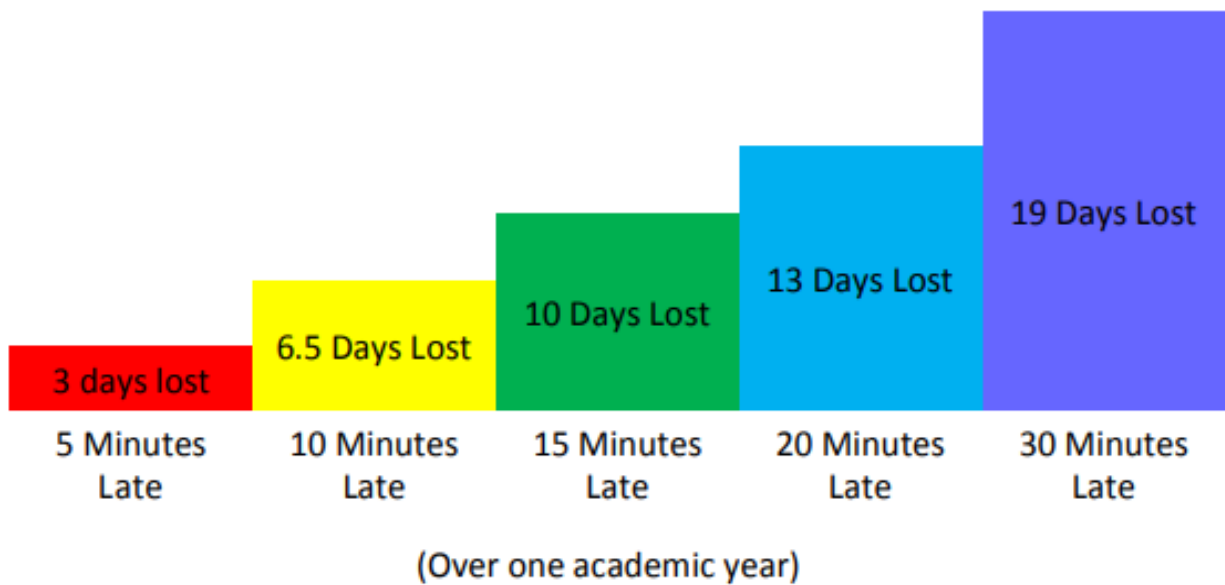 19 Days Lost
13 Days Lost
10 Days Lost
6.5 Days Lost
3 days lost
5 Minutes
Late
10 Minutes
Late
15 Minutes
Late
20 Minutes
Late
30 Minutes
Late
(Over one academic year)